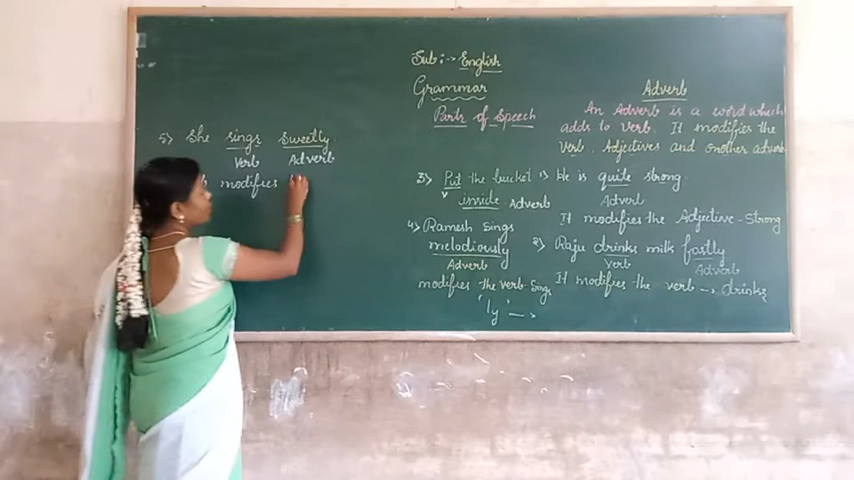 Sub:- English
Grammar
Parts of Speech
Adverb
An Adverb is a word which
adds to Verb. It modifies the
Verb, Adjectives and another adverb
1) He is quite strong.
Adverb
It modifies the Adjective - Strong
2) Raju drinks milk fastly
Verb Adverb
It modifies the verb → drinks
3) Put the bucket
V inside Adverb
4) Ramesh sings
melodiously
Adverb
modifies the verb - Sings
'ly' →
5) She sings sweetly.
Verb Adverb
modifies